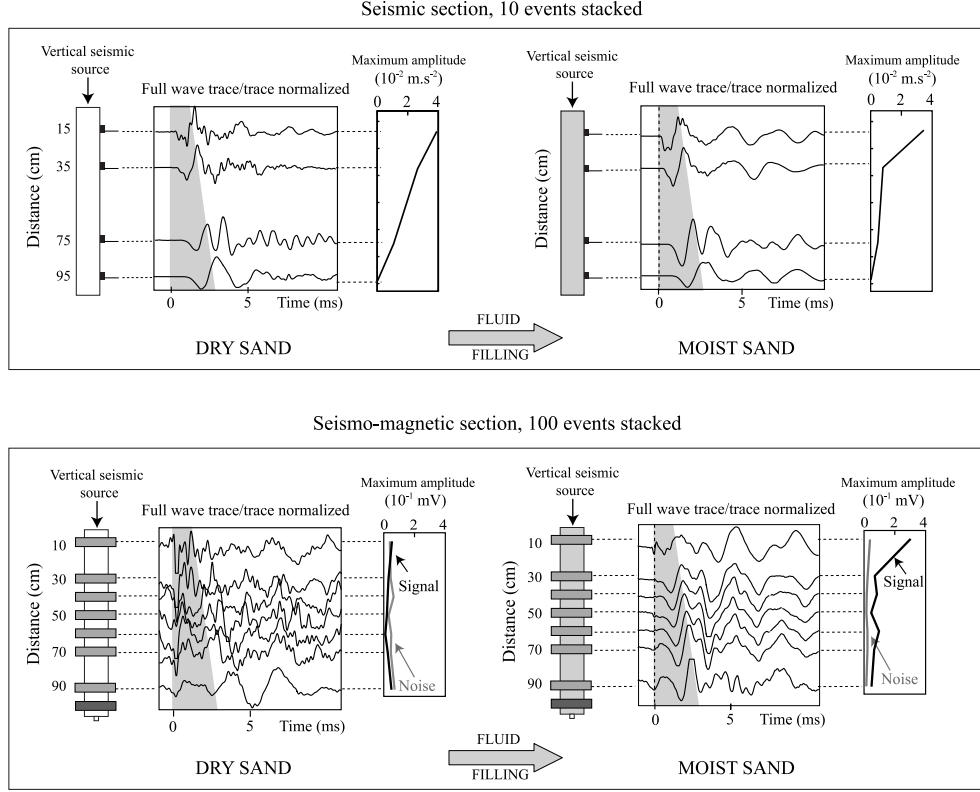 Seismic section, 10 events stacked
Vertical seismic
source
Full wave trace/trace normalized
Maximum amplitude
(10⁻² m.s⁻²)
0 2 4
Distance (cm)
15
35
75
95
0 5 Time (ms)
DRY SAND
FLUID
FILLING
Vertical seismic
source
Full wave trace/trace normalized
Maximum amplitude
(10⁻² m.s⁻²)
0 2 4
Distance (cm)
0 5 Time (ms)
MOIST SAND
Seismo-magnetic section, 100 events stacked
Vertical seismic
source
Full wave trace/trace normalized
Maximum amplitude
(10⁻¹ mV)
0 2 4
Distance (cm)
10
30
50
70
90
Signal
Noise
0 5 Time (ms)
DRY SAND
FLUID
FILLING
Vertical seismic
source
Full wave trace/trace normalized
Maximum amplitude
(10⁻¹ mV)
0 2 4
Distance (cm)
10
30
50
70
90
Signal
Noise
0 5 Time (ms)
MOIST SAND